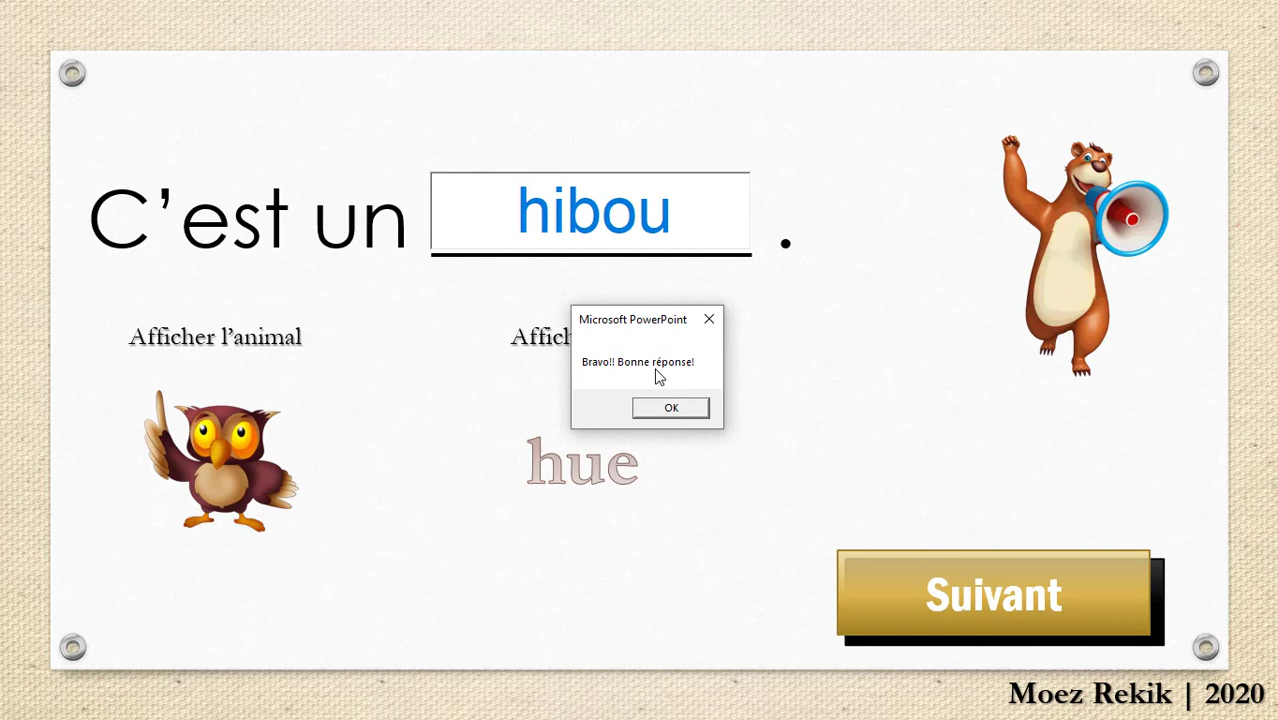 C’est un hibou .
Afficher l’animal
Affich
Microsoft PowerPoint
Bravo!! Bonne réponse!
OK
hue
Suivant
Moez Rekik | 2020